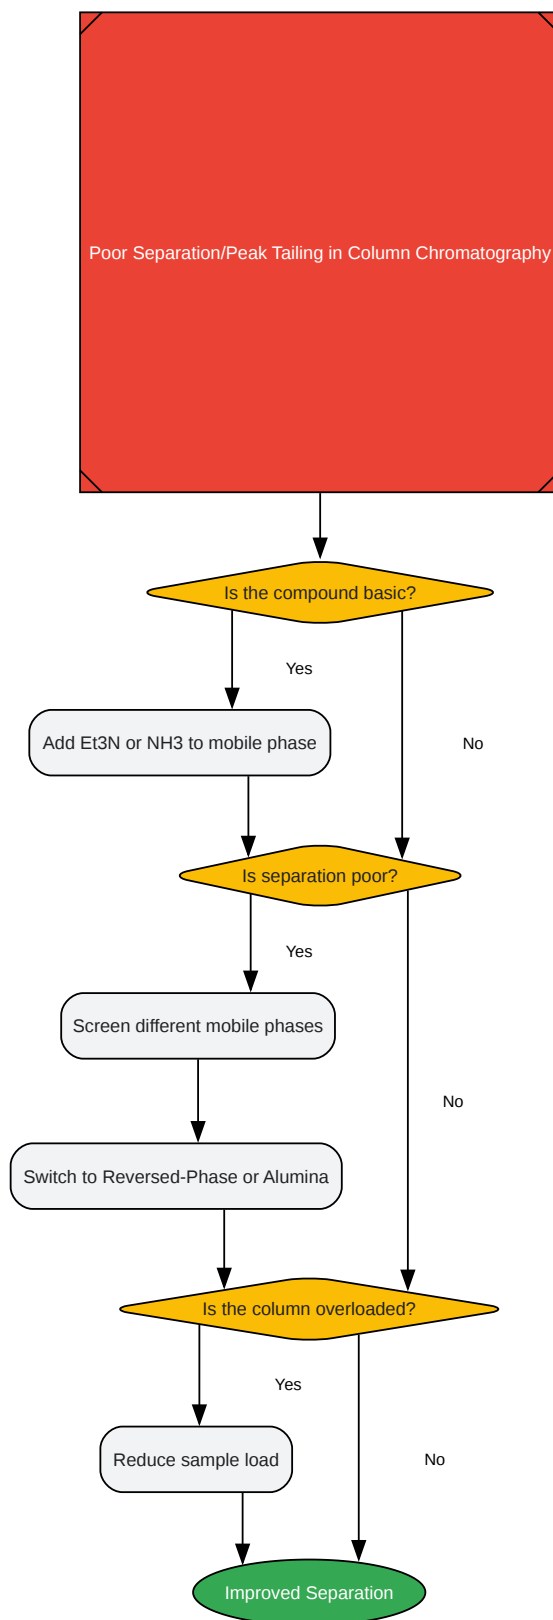 Poor Separation/Peak Tailing in Column Chromatography
Is the compound basic?
Yes
Add Et3N or NH3 to mobile phase
No
Is separation poor?
Yes
Screen different mobile phases
No
Switch to Reversed-Phase or Alumina
Is the column overloaded?
Yes
Reduce sample load
No
Improved Separation